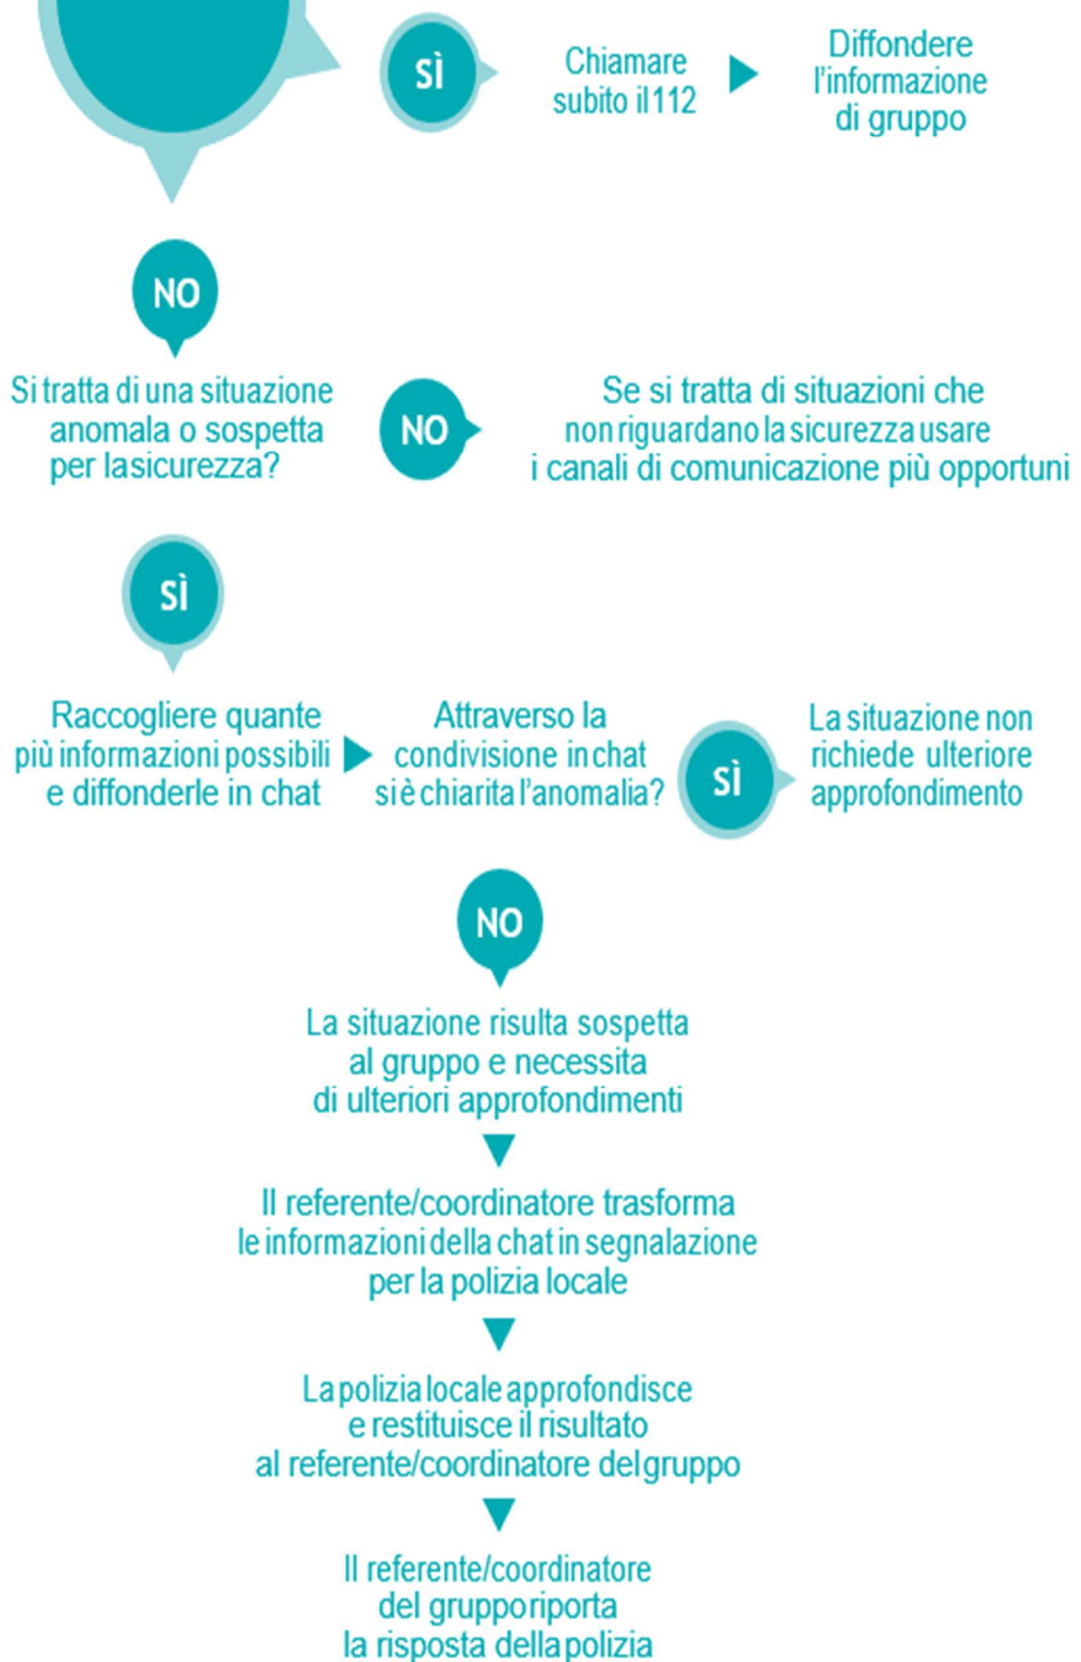 SÌ
Chiamare
subito il 112
Diffondere
l'informazione
di gruppo
NO
Si tratta di una situazione
anomala o sospetta
per la sicurezza?
NO
Se si tratta di situazioni che
non riguardano la sicurezza usare
i canali di comunicazione più opportuni
SÌ
Raccogliere quante
più informazioni possibili
e diffonderle in chat
Attraverso la
condivisione in chat
si è chiarita l'anomalia?
SÌ
La situazione non
richiede ulteriore
approfondimento
NO
La situazione risulta sospetta
al gruppo e necessita
di ulteriori approfondimenti
Il referente/coordinatore trasforma
le informazioni della chat in segnalazione
per la polizia locale
La polizia locale approfondisce
e restituisce il risultato
al referente/coordinatore del gruppo
Il referente/coordinatore
del gruppo riporta
la risposta della polizia